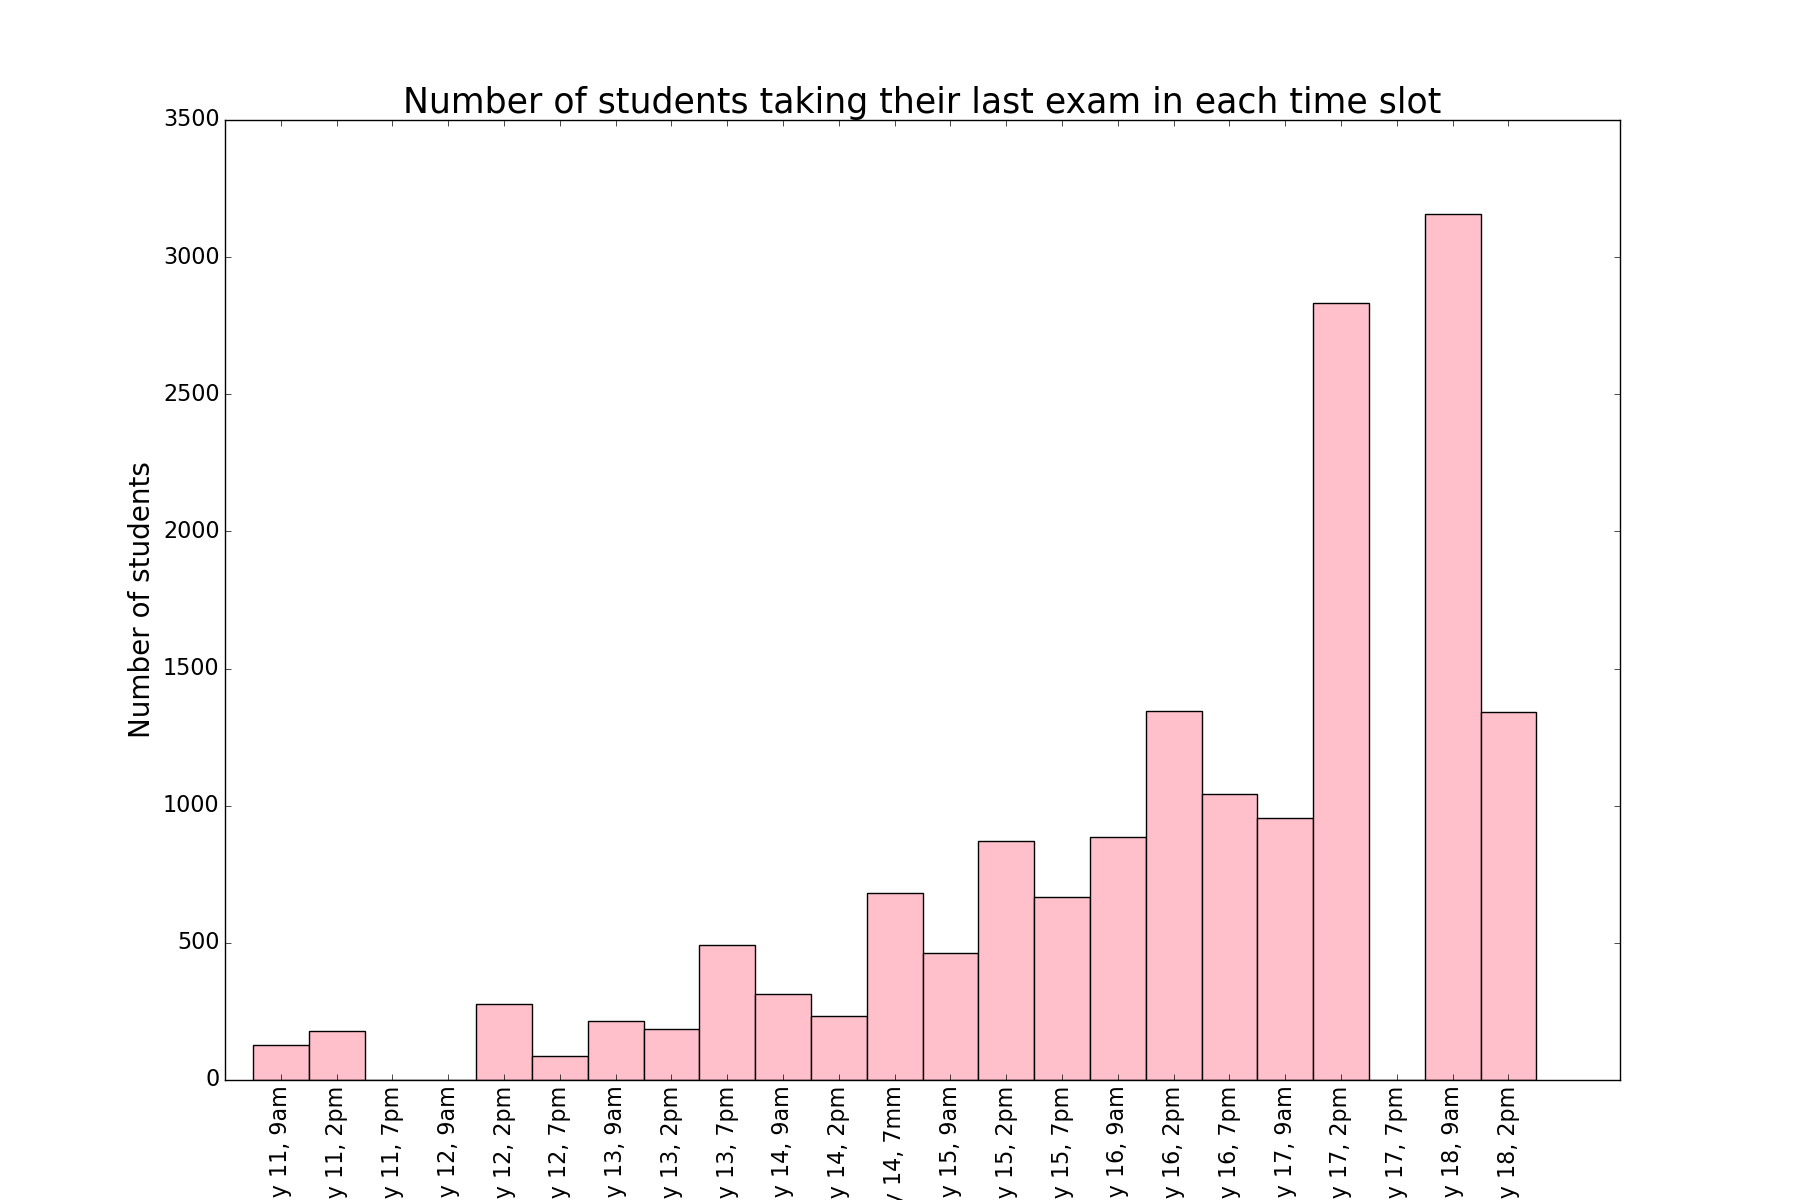 Number of students taking their last exam in each time slot
3500
3000
2500
2000
1500
1000
500
0
Number of students
y 11, 9am
y 11, 2pm
y 11, 7pm
y 12, 9am
y 12, 2pm
y 12, 7pm
y 13, 9am
y 13, 2pm
y 13, 7pm
y 14, 9am
y 14, 2pm
y 14, 7mm
y 15, 9am
y 15, 2pm
y 15, 7pm
y 16, 9am
y 16, 2pm
y 16, 7pm
y 17, 9am
y 17, 2pm
y 17, 7pm
y 18, 9am
y 18, 2pm